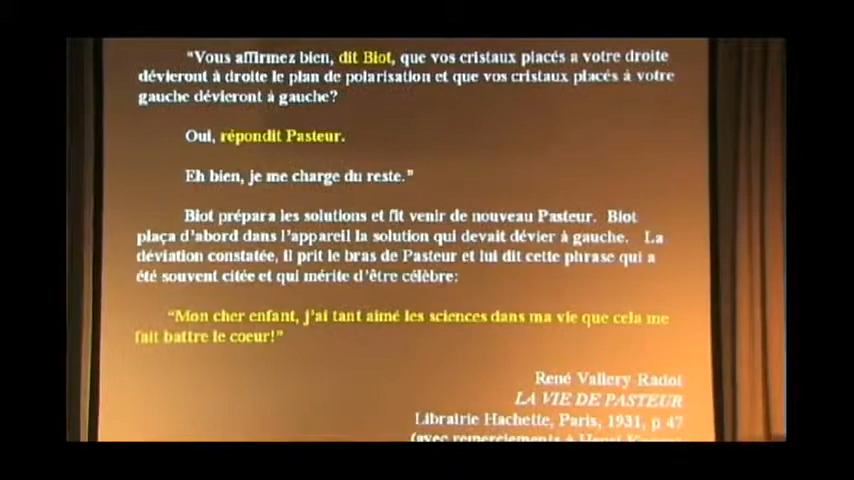 "Vous affirmez bien, dit Biot, que vos cristaux placés a votre droite
dévieront à droite le plan de polarisation et que vos cristaux placés à votre
gauche dévieront à gauche?
Oui, répondit Pasteur.
Eh bien, je me charge du reste."
Biot prépara les solutions et fit venir de nouveau Pasteur. Biot
plaça d'abord dans l'appareil la solution qui devait dévier à gauche. La
déviation constatée, il prit le bras de Pasteur et lui dit cette phrase qui a
été souvent citée et qui mérite d'être célèbre:
"Mon cher enfant, j'ai tant aimé les sciences dans ma vie que cela me
fait battre le coeur!"
René Vallery Radot
LA VIE DE PASTEUR
Librairie Hachette, Paris, 1931, p 47
(avec remerciements à Henri